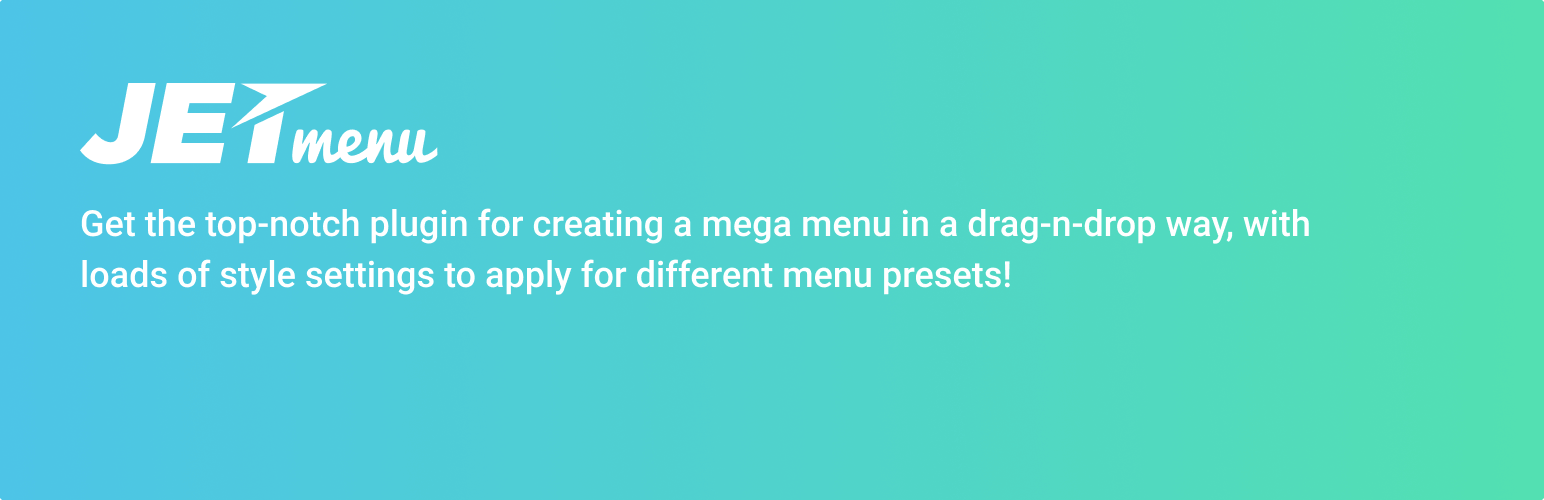 JET menu
Get the top-notch plugin for creating a mega menu in a drag-n-drop way, with
loads of style settings to apply for different menu presets!